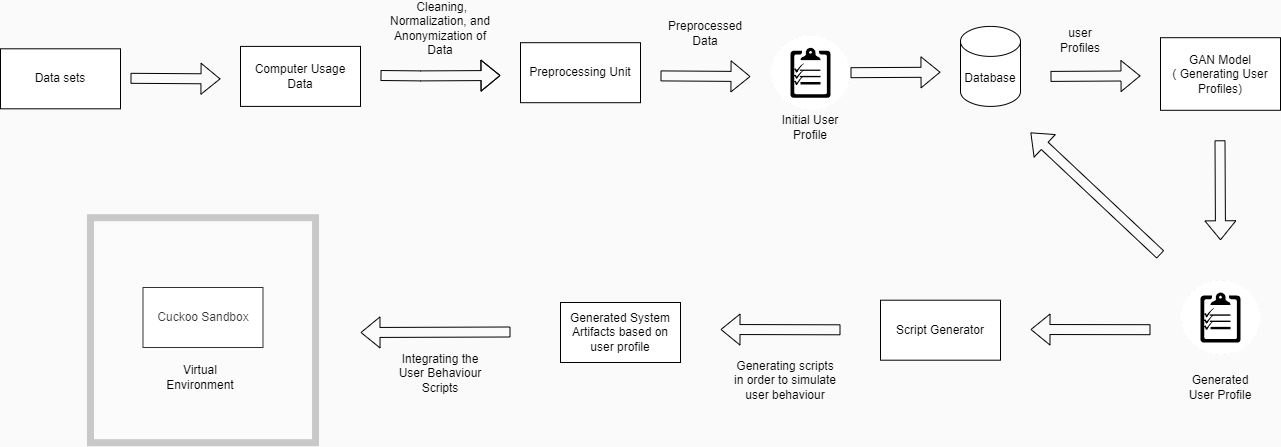 Data sets
Computer Usage
Data
Cleaning,
Normalization, and
Anonymization of
Data
Preprocessing Unit
Preprocessed
Data
Initial User
Profile
Database
user
Profiles
GAN Model
( Generating User
Profiles)
Generated
User Profile
Script Generator
Generating scripts
in order to simulate
user behaviour
Generated System
Artifacts based on
user profile
Integrating the
User Behaviour
Scripts
Cuckoo Sandbox
Virtual
Environment